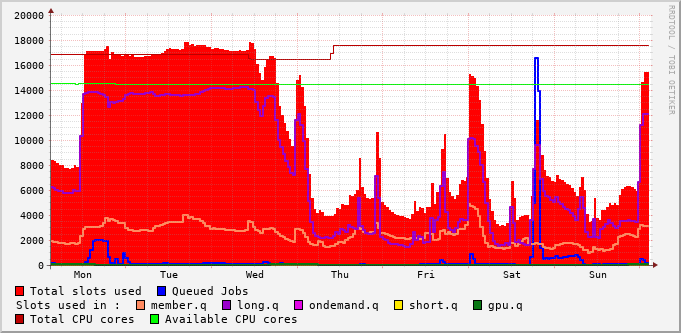 RRDTOOL / TOBI OETIKER
20000
18000
16000
14000
12000
10000
8000
6000
4000
2000
0
Mon Tue Wed Thu Fri Sat Sun
Total slots used Queued Jobs
Slots used in : member.q long.q ondemand.q short.q gpu.q
Total CPU cores Available CPU cores